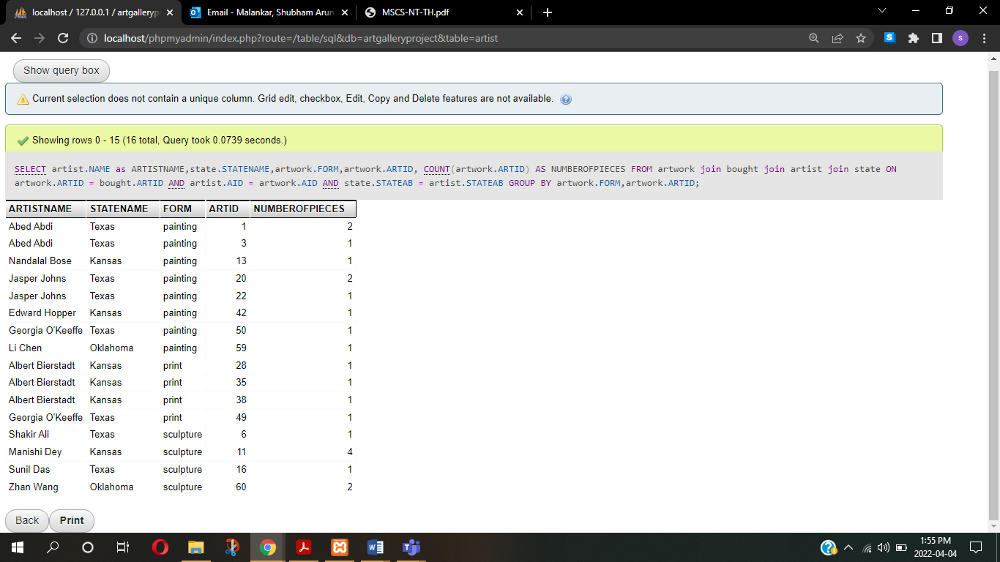 localhost / 127.0.0.1 / artgalleryp
Email - Malankar, Shubham Arun
MSCS-NT-TH.pdf
localhost/phpmyadmin/index.php?route=/table/sql&db=artgalleryproject&table=artist
S
s
Show query box
Current selection does not contain a unique column. Grid edit, checkbox, Edit, Copy and Delete features are not available.
Showing rows 0 - 15 (16 total, Query took 0.0739 seconds.)
SELECT artist.NAME as ARTISTNAME,state.STATENAME,artwork.FORM,artwork.ARTID, COUNT(artwork.ARTID) AS NUMBEROFPIECES FROM artwork join bought join artist join state ON
artwork.ARTID = bought.ARTID AND artist.AID = artwork.AID AND state.STATEAB = artist.STATEAB GROUP BY artwork.FORM,artwork.ARTID;
ARTISTNAME STATENAME FORM ARTID NUMBEROFPIECES
Abed Abdi Texas painting 1 2
Abed Abdi Texas painting 3 1
Nandalal Bose Kansas painting 13 1
Jasper Johns Texas painting 20 2
Jasper Johns Texas painting 22 1
Edward Hopper Kansas painting 42 1
Georgia O'Keeffe Texas painting 50 1
Li Chen Oklahoma painting 59 1
Albert Bierstadt Kansas print 28 1
Albert Bierstadt Kansas print 35 1
Albert Bierstadt Kansas print 38 1
Georgia O'Keeffe Texas print 49 1
Shakir Ali Texas sculpture 6 1
Manishi Dey Kansas sculpture 11 4
Sunil Das Texas sculpture 16 1
Zhan Wang Oklahoma sculpture 60 2
Back Print
1:55 PM
2022-04-04